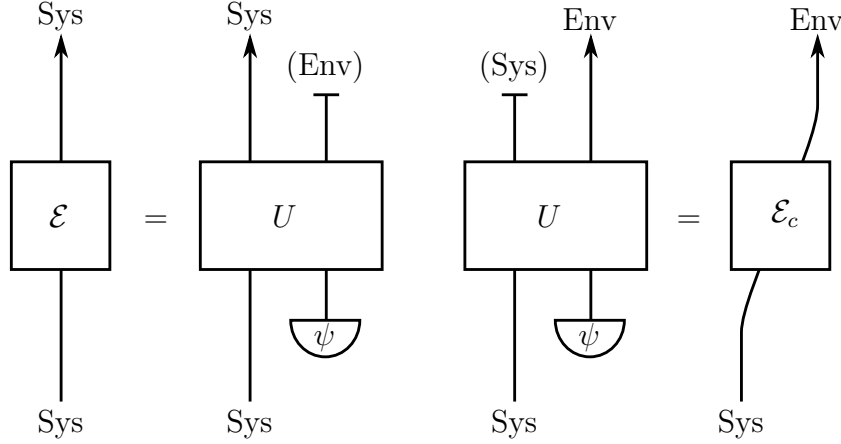 Sys Sys Env Env
(Env) (Sys)
ℰ = U U = ℰ_c
ψ ψ
Sys Sys Sys Sys